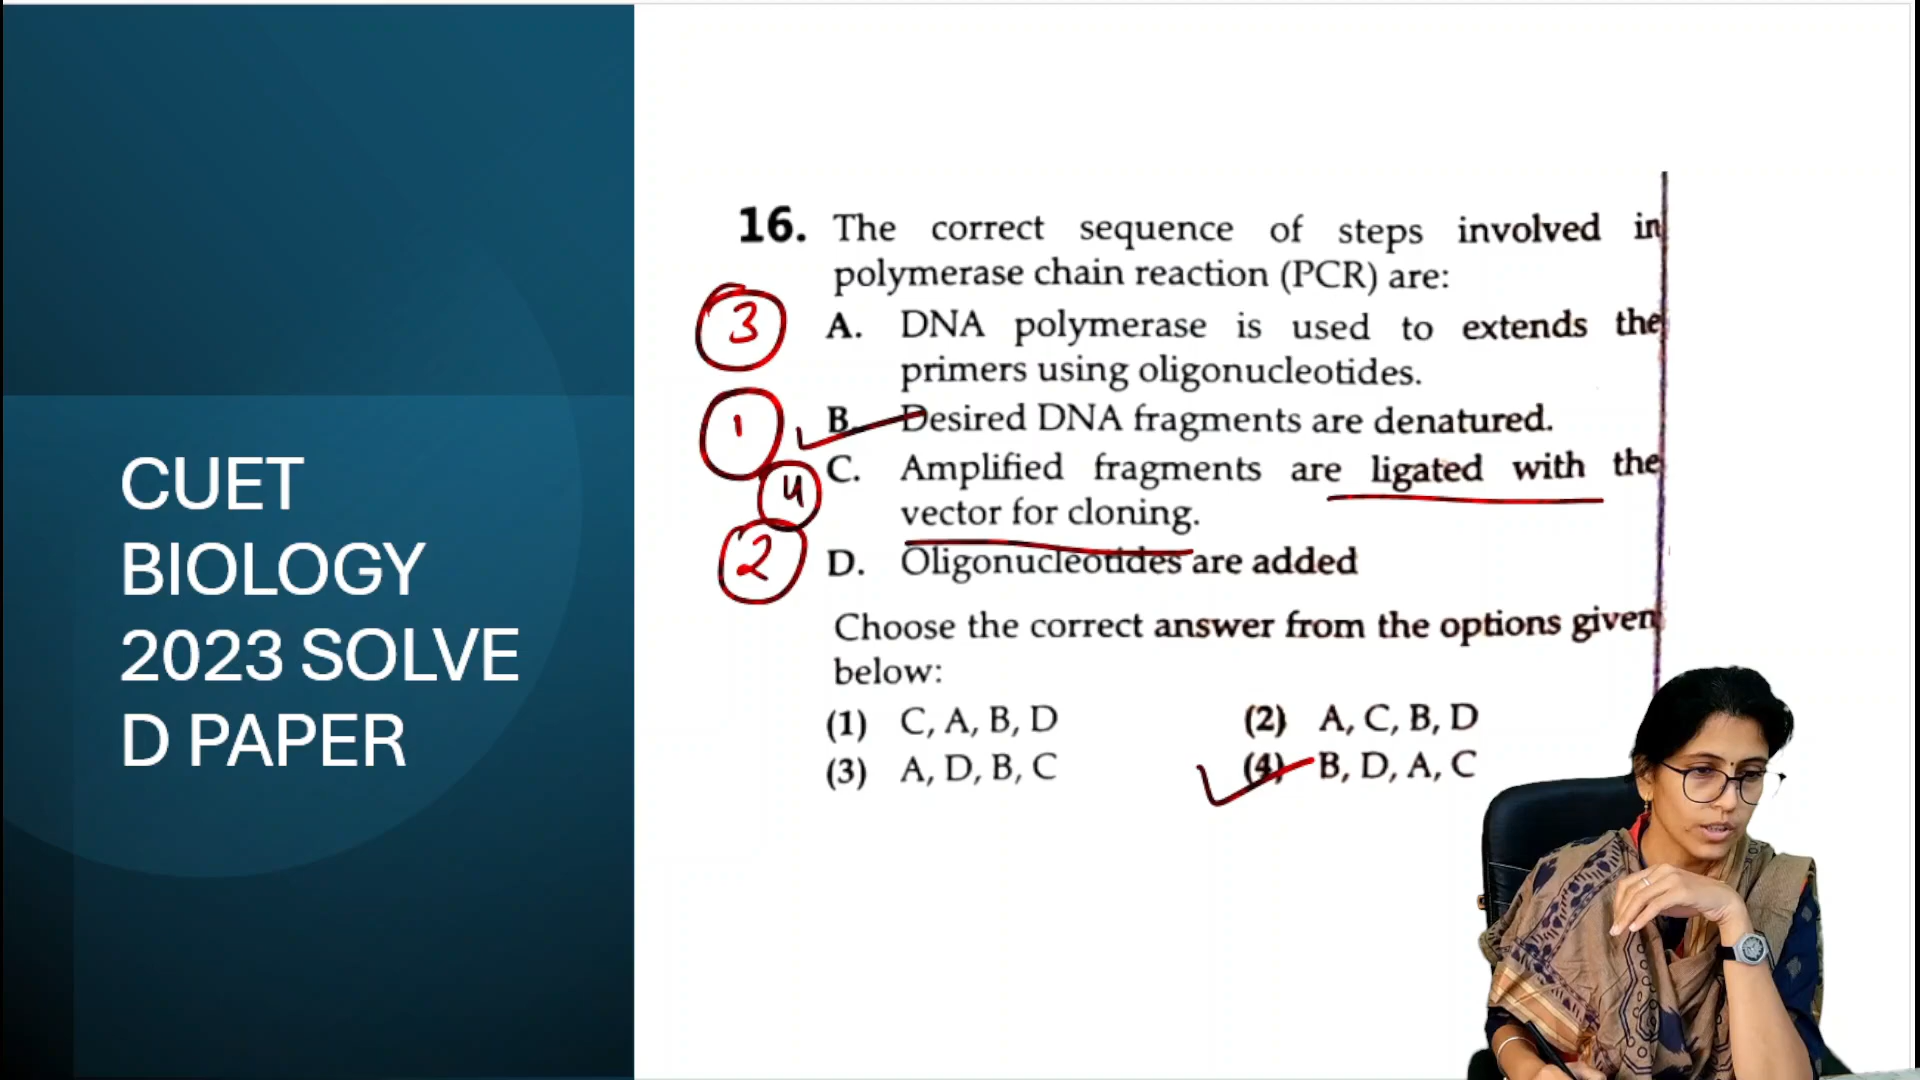 CUET
BIOLOGY
2023 SOLVE
D PAPER
16. The correct sequence of steps involved in
polymerase chain reaction (PCR) are:
3 A. DNA polymerase is used to extends the
primers using oligonucleotides.
1 B. Desired DNA fragments are denatured.
4 C. Amplified fragments are ligated with the
vector for cloning.
2 D. Oligonucleotides are added
Choose the correct answer from the options given
below:
(1) C, A, B, D (2) A, C, B, D
(3) A, D, B, C (4) B, D, A, C